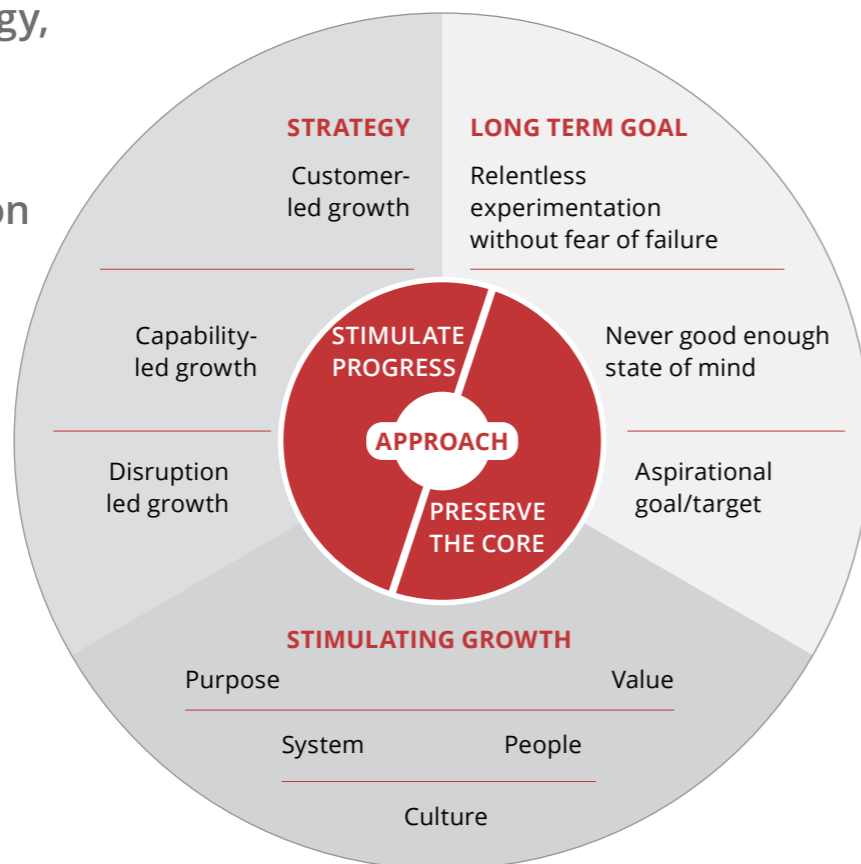 gy,
on
STRATEGY
Customer-
led growth
Capability-
led growth
Disruption
led growth
LONG TERM GOAL
Relentless
experimentation
without fear of failure
Never good enough
state of mind
Aspirational
goal/target
STIMULATE
PROGRESS
APPROACH
PRESERVE
THE CORE
STIMULATING GROWTH
Purpose Value
System People
Culture